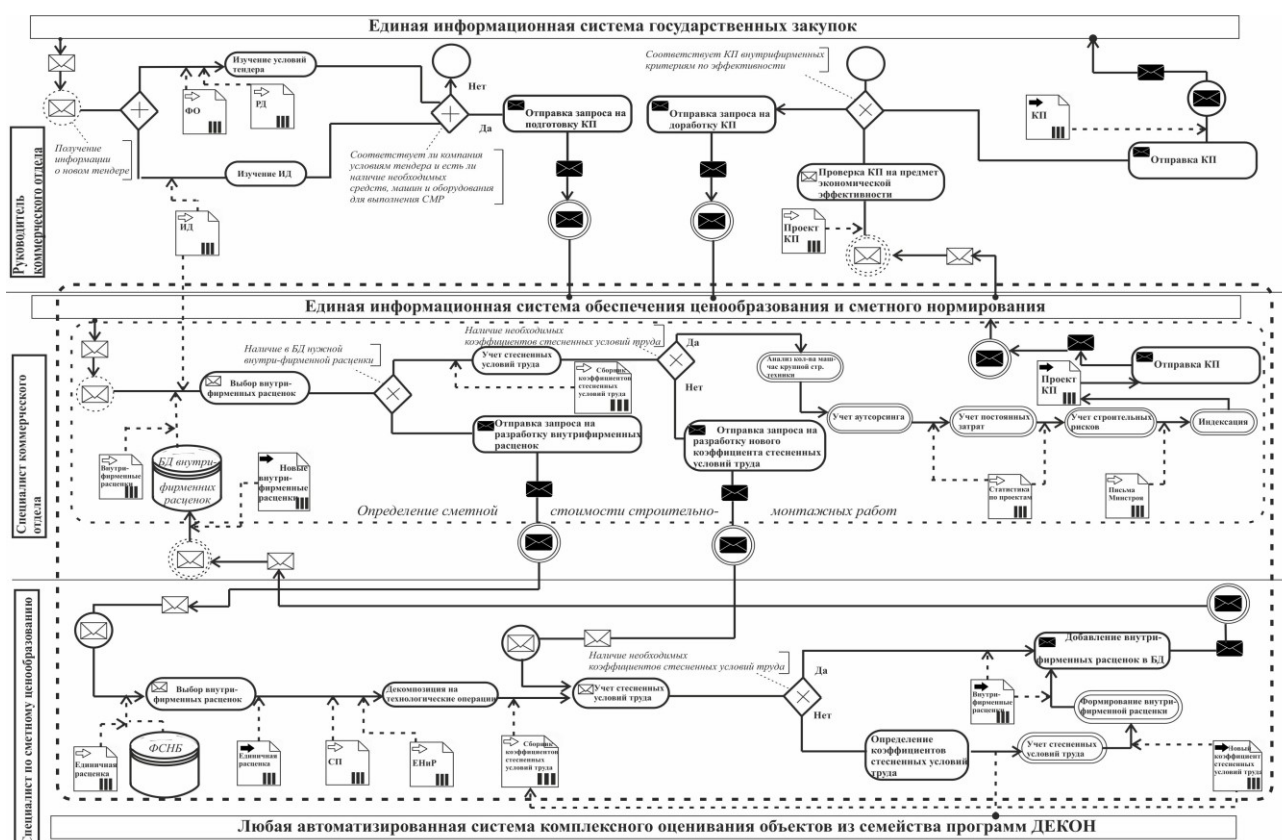 Единая информационная система государственных закупок
Руководитель
коммерческого отдела
Получение
информации
о новом тендере
Изучение условий
тендера
ФО
РД
Изучение ИД
ИД
Нет
Да
Соответствует ли компания
условиям тендера и есть ли
наличие необходимых
средств, машин и оборудования
для выполнения СМР
Отправка запроса на
подготовку КП
Соответствует КП внутрифирменных
критериям по эффективности
Отправка запроса на
доработку КП
Проверка КП на предмет
экономической
эффективности
Проект
КП
КП
Отправка КП
Единая информационная система обеспечения ценообразования и сметного нормирования
Специалист коммерческого
отдела
Наличие в БД нужной
внутри-фирменной расценки
Выбор внутри-
фирменных расценок
Внутри-
фирменные
расценки
БД внутри-
фирменних
расценок
Новые
внутри-
фирменные
расценки
Учет стесненных
условий труда
Наличие необходимых
коэффициентов стесненных условий труда
Сборник
коэффициентов
стесненных
условий труда
Отправка запроса на
разработку внутрифирменных
расценок
Да
Нет
Отправка запроса на
разработку нового
коэффициента стесненных
условий труда
Анализ кол-ва маш-
час крупной стр.
техники
Учет аутсорсинга
Учет постоянных
затрат
Учет строительных
рисков
Индексация
Проект
КП
Отправка КП
Статистика
по проектам
Письма
Минстроя
Определение сметной стоимости строительно- монтажных работ
Специалист по сметному ценообразованию
Выбор внутри-
фирменных расценок
Единичная
расценка
ФСНБ
Единичная
расценка
Декомпозиция на
технологические операции
СП
ЕНиР
Сборник
коэффициентов
стесненных
условий труда
Учет стесненных
условий труда
Наличие необходимых
коэффициентов стесненных условий труда
Да
Нет
Определение
коэффициентов
стесненных условий
труда
Учет стесненных
условий труда
Внутри-
фирменные
расценки
Добавление внутри-
фирменных расценок в БД
Формирование внутри-
фирменной расценки
Новый
коэффициент
стесненных
условий труда
Любая автоматизированная система комплексного оценивания объектов из семейства программ ДЕКОН